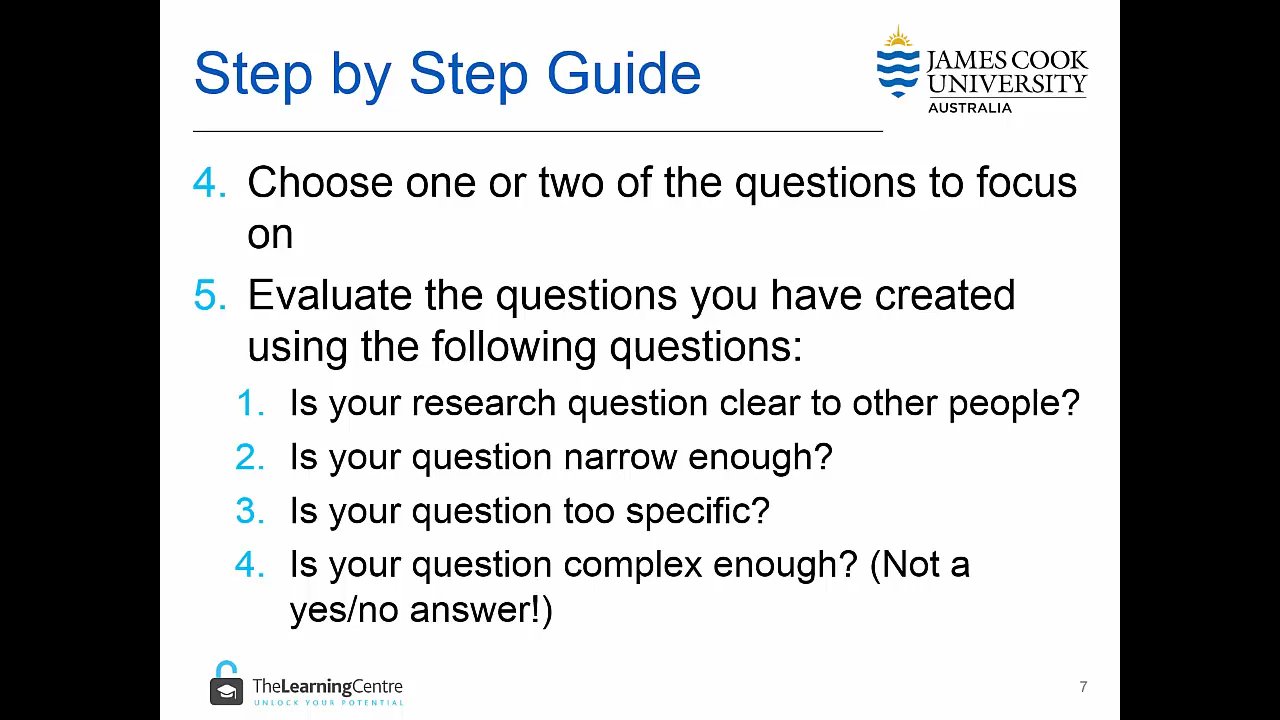 Step by Step Guide
JAMES COOK
UNIVERSITY
AUSTRALIA
4. Choose one or two of the questions to focus
on
5. Evaluate the questions you have created
using the following questions:
1. Is your research question clear to other people?
2. Is your question narrow enough?
3. Is your question too specific?
4. Is your question complex enough? (Not a
yes/no answer!)
TheLearningCentre
UNLOCK YOUR POTENTIAL
7